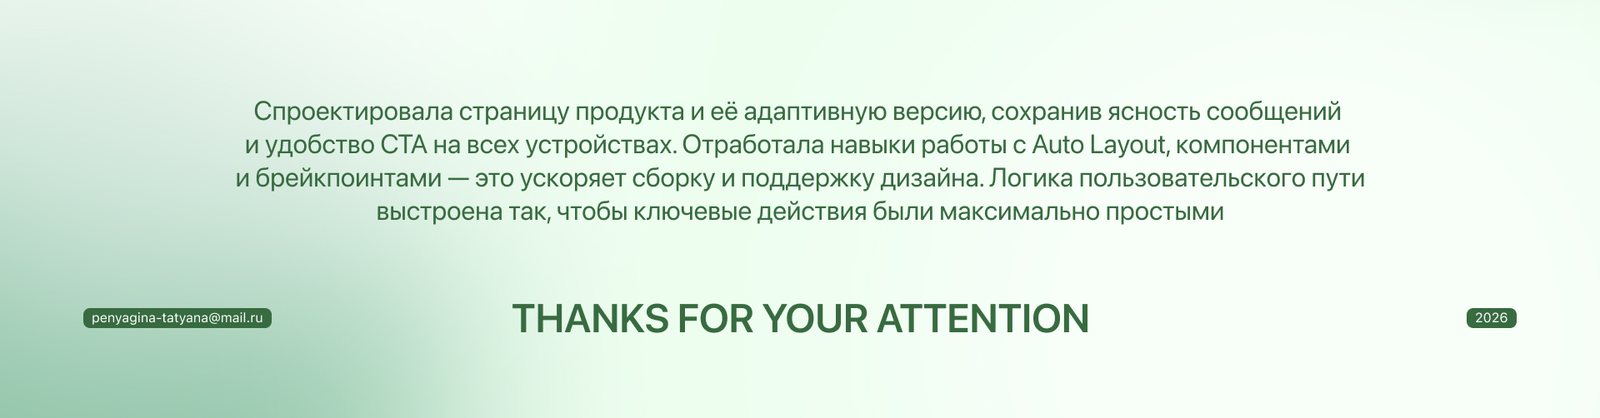 Спроектировала страницу продукта и её адаптивную версию, сохранив ясность сообщений
и удобство CTA на всех устройствах. Отработала навыки работы с Auto Layout, компонентами
и брейкпоинтами — это ускоряет сборку и поддержку дизайна. Логика пользовательского пути
выстроена так, чтобы ключевые действия были максимально простыми
penyagina-tatyana@mail.ru
THANKS FOR YOUR ATTENTION
2026